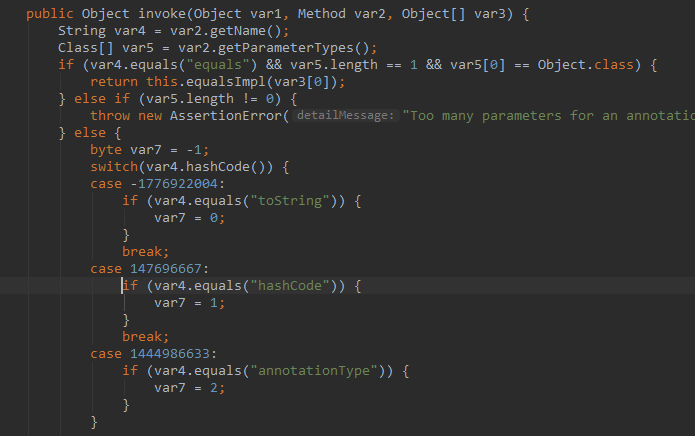 public Object invoke(Object var1, Method var2, Object[] var3) {
String var4 = var2.getName();
Class[] var5 = var2.getParameterTypes();
if (var4.equals("equals") && var5.length == 1 && var5[0] == Object.class) {
return this.equalsImpl(var3[0]);
} else if (var5.length != 0) {
throw new AssertionError( detailMessage: "Too many parameters for an annotatio
} else {
byte var7 = -1;
switch(var4.hashCode()) {
case -1776922004:
if (var4.equals("toString")) {
var7 = 0;
}
break;
case 147696667:
if (var4.equals("hashCode")) {
var7 = 1;
}
break;
case 1444986633:
if (var4.equals("annotationType")) {
var7 = 2;
}
}